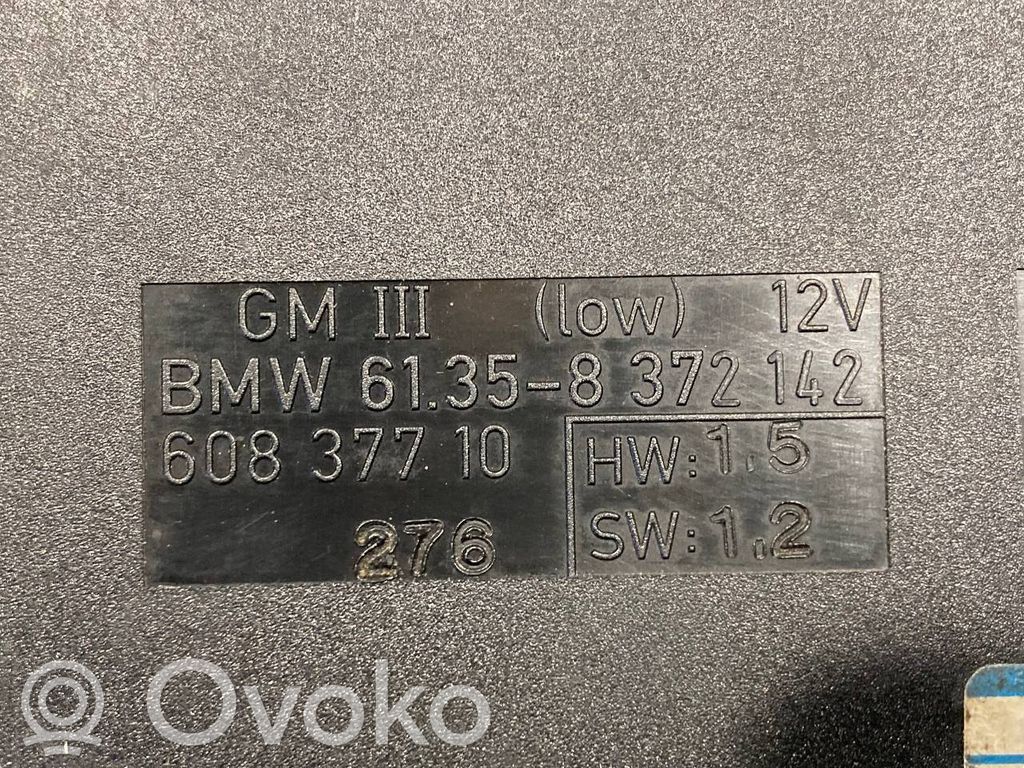 GM III (low) 12V
BMW 61.35-8 372 142
608 377 10
HW: 1.5
276
SW: 1.2
Ovoko